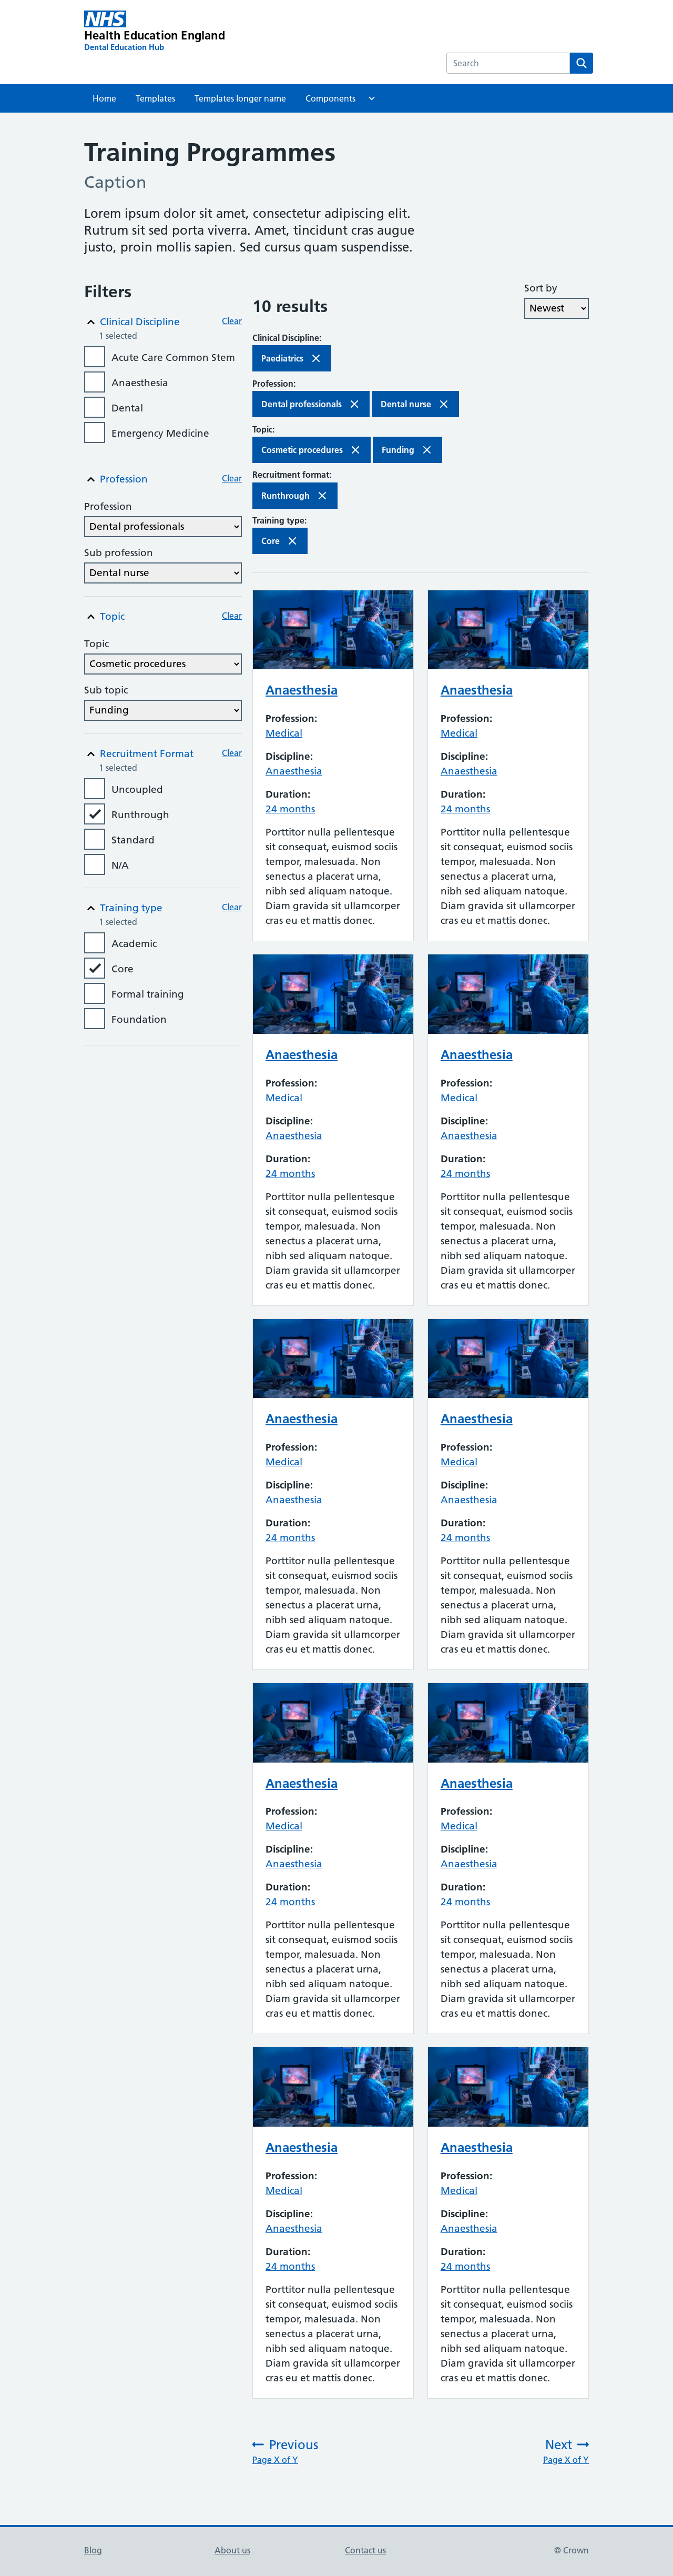 NHS
Health Education England
Dental Education Hub
Search
Home Templates Templates longer name Components
Training Programmes
Caption
Lorem ipsum dolor sit amet, consectetur adipiscing elit.
Rutrum sit sed porta viverra. Amet, tincidunt cras augue
justo, proin mollis sapien. Sed cursus quam suspendisse.
Filters
Clinical Discipline Clear
1 selected
Acute Care Common Stem
Anaesthesia
Dental
Emergency Medicine
Profession Clear
Profession
Dental professionals
Sub profession
Dental nurse
Topic Clear
Topic
Cosmetic procedures
Sub topic
Funding
Recruitment Format Clear
1 selected
Uncoupled
Runthrough
Standard
N/A
Training type Clear
1 selected
Academic
Core
Formal training
Foundation
10 results
Sort by
Newest
Clinical Discipline:
Paediatrics
Profession:
Dental professionals Dental nurse
Topic:
Cosmetic procedures Funding
Recruitment format:
Runthrough
Training type:
Core
Anaesthesia
Profession:
Medical
Discipline:
Anaesthesia
Duration:
24 months
Porttitor nulla pellentesque
sit consequat, euismod sociis
tempor, malesuada. Non
senectus a placerat urna,
nibh sed aliquam natoque.
Diam gravida sit ullamcorper
cras eu et mattis donec.
Anaesthesia
Profession:
Medical
Discipline:
Anaesthesia
Duration:
24 months
Porttitor nulla pellentesque
sit consequat, euismod sociis
tempor, malesuada. Non
senectus a placerat urna,
nibh sed aliquam natoque.
Diam gravida sit ullamcorper
cras eu et mattis donec.
Anaesthesia
Profession:
Medical
Discipline:
Anaesthesia
Duration:
24 months
Porttitor nulla pellentesque
sit consequat, euismod sociis
tempor, malesuada. Non
senectus a placerat urna,
nibh sed aliquam natoque.
Diam gravida sit ullamcorper
cras eu et mattis donec.
Anaesthesia
Profession:
Medical
Discipline:
Anaesthesia
Duration:
24 months
Porttitor nulla pellentesque
sit consequat, euismod sociis
tempor, malesuada. Non
senectus a placerat urna,
nibh sed aliquam natoque.
Diam gravida sit ullamcorper
cras eu et mattis donec.
Anaesthesia
Profession:
Medical
Discipline:
Anaesthesia
Duration:
24 months
Porttitor nulla pellentesque
sit consequat, euismod sociis
tempor, malesuada. Non
senectus a placerat urna,
nibh sed aliquam natoque.
Diam gravida sit ullamcorper
cras eu et mattis donec.
Anaesthesia
Profession:
Medical
Discipline:
Anaesthesia
Duration:
24 months
Porttitor nulla pellentesque
sit consequat, euismod sociis
tempor, malesuada. Non
senectus a placerat urna,
nibh sed aliquam natoque.
Diam gravida sit ullamcorper
cras eu et mattis donec.
Anaesthesia
Profession:
Medical
Discipline:
Anaesthesia
Duration:
24 months
Porttitor nulla pellentesque
sit consequat, euismod sociis
tempor, malesuada. Non
senectus a placerat urna,
nibh sed aliquam natoque.
Diam gravida sit ullamcorper
cras eu et mattis donec.
Anaesthesia
Profession:
Medical
Discipline:
Anaesthesia
Duration:
24 months
Porttitor nulla pellentesque
sit consequat, euismod sociis
tempor, malesuada. Non
senectus a placerat urna,
nibh sed aliquam natoque.
Diam gravida sit ullamcorper
cras eu et mattis donec.
Anaesthesia
Profession:
Medical
Discipline:
Anaesthesia
Duration:
24 months
Porttitor nulla pellentesque
sit consequat, euismod sociis
tempor, malesuada. Non
senectus a placerat urna,
nibh sed aliquam natoque.
Diam gravida sit ullamcorper
cras eu et mattis donec.
Anaesthesia
Profession:
Medical
Discipline:
Anaesthesia
Duration:
24 months
Porttitor nulla pellentesque
sit consequat, euismod sociis
tempor, malesuada. Non
senectus a placerat urna,
nibh sed aliquam natoque.
Diam gravida sit ullamcorper
cras eu et mattis donec.
Previous
Page X of Y
Next
Page X of Y
Blog About us Contact us © Crown